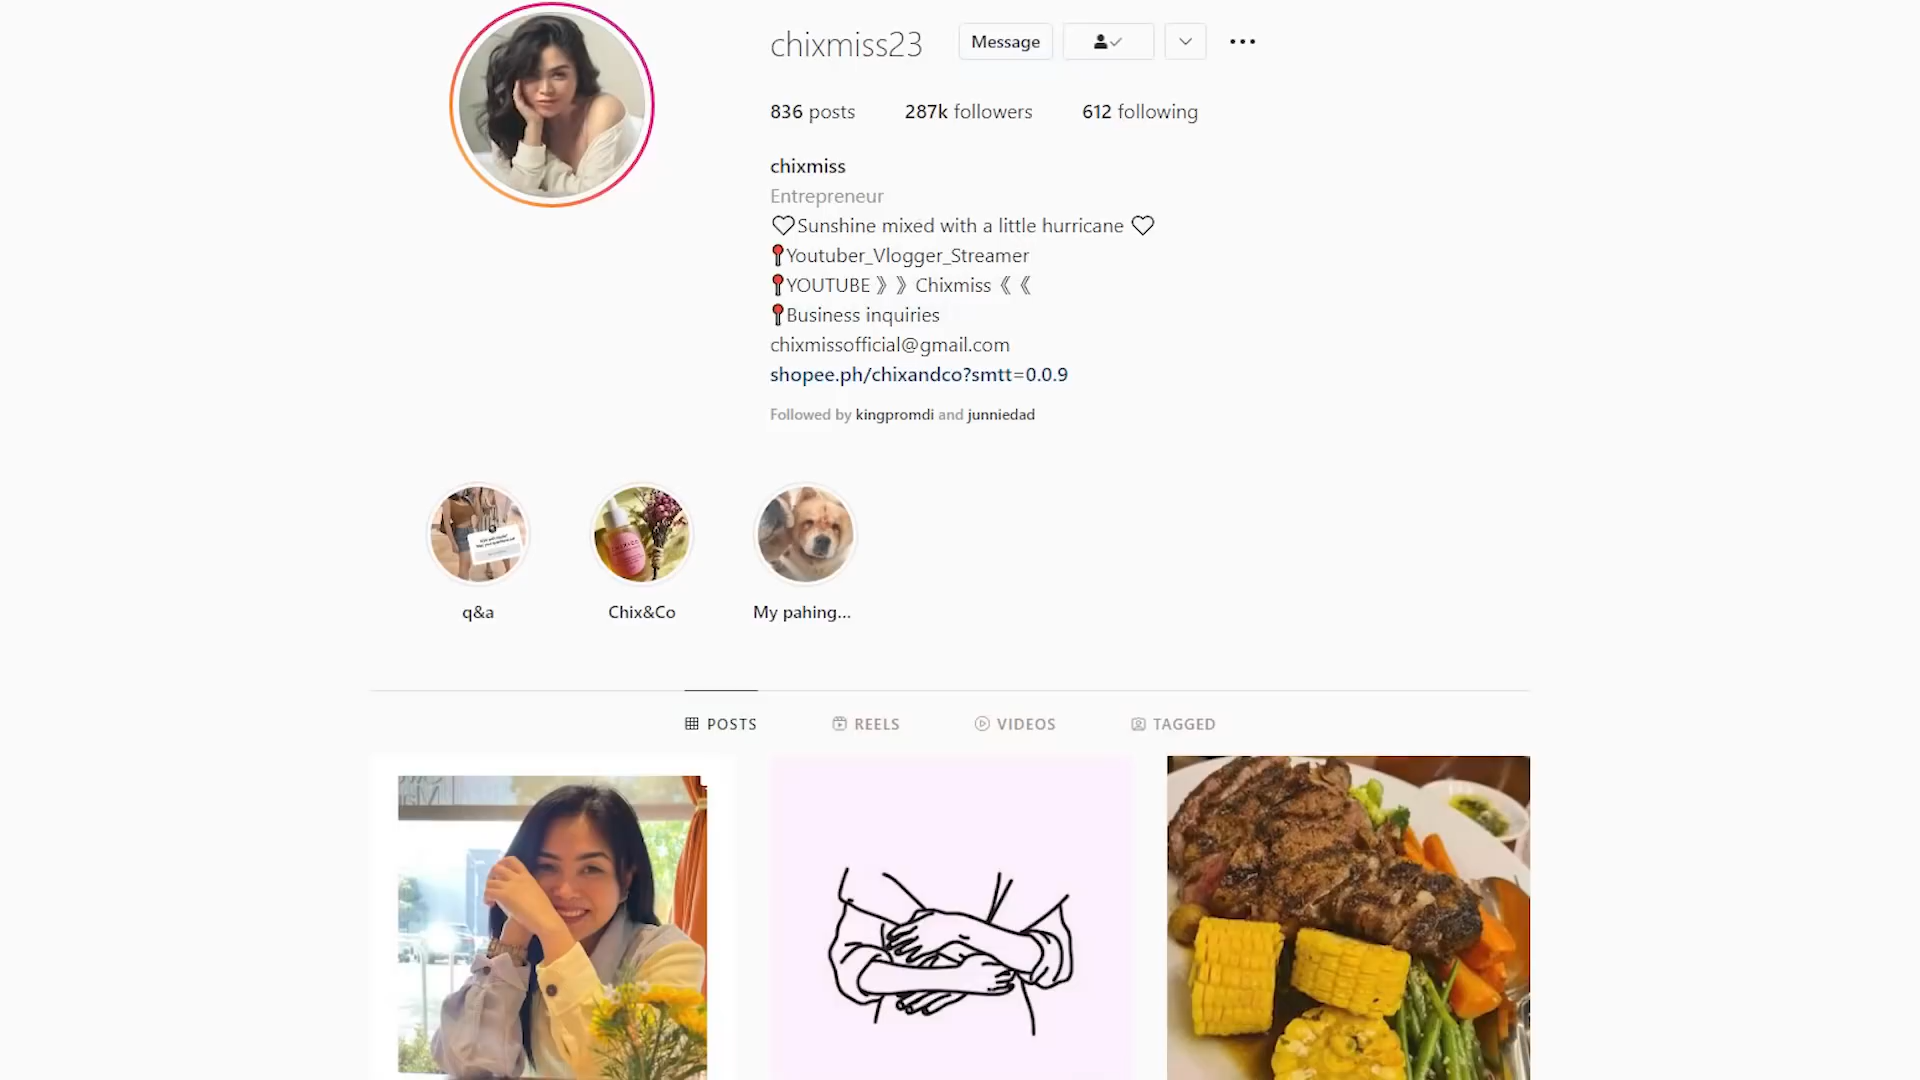 chixmiss23 Message
836 posts 287k followers 612 following
chixmiss
Entrepreneur
♡Sunshine mixed with a little hurricane ♡
📍Youtuber_Vlogger_Streamer
📍YOUTUBE 》》Chixmiss《《
📍Business inquiries
chixmissofficial@gmail.com
shopee.ph/chixandco?smtt=0.0.9
Followed by kingpromdi and junniedad
q&a Chix&Co My pahing...
POSTS REELS VIDEOS TAGGED